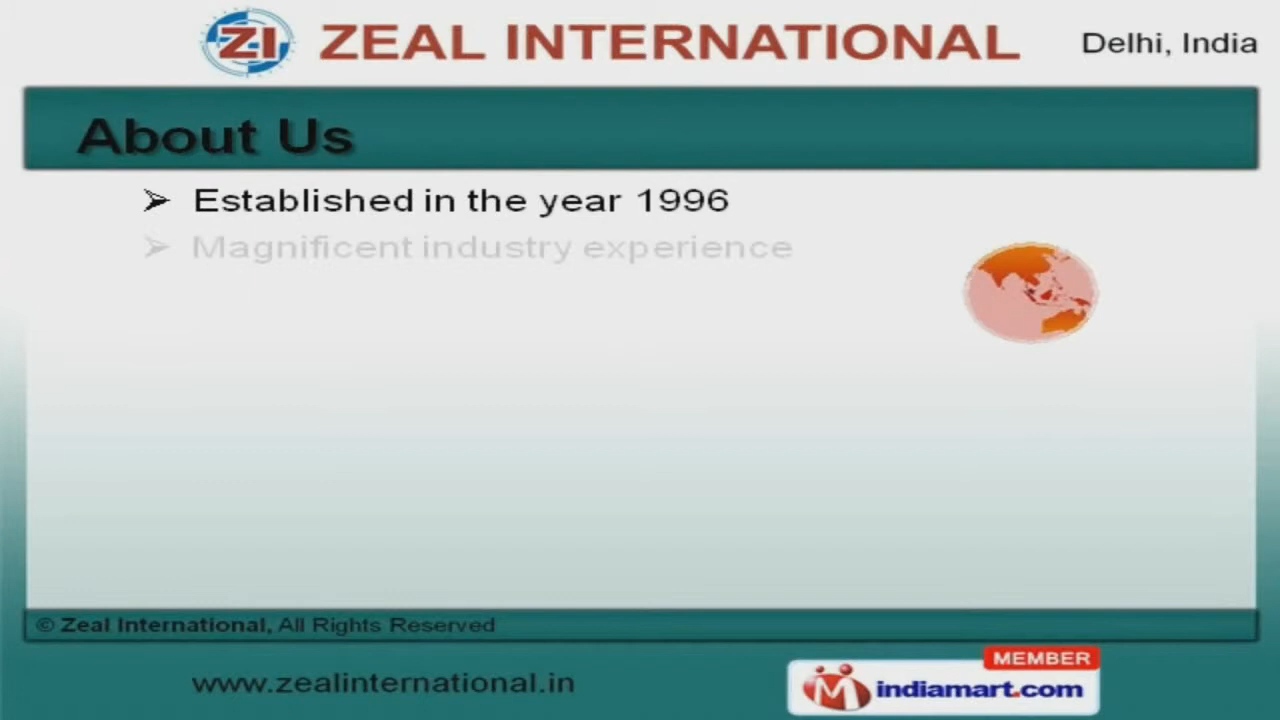 ZI ZEAL INTERNATIONAL Delhi, India
About Us
➢ Established in the year 1996
➢ Magnificent industry experience
© Zeal International, All Rights Reserved
www.zealinternational.in
MEMBER
indiamart.com